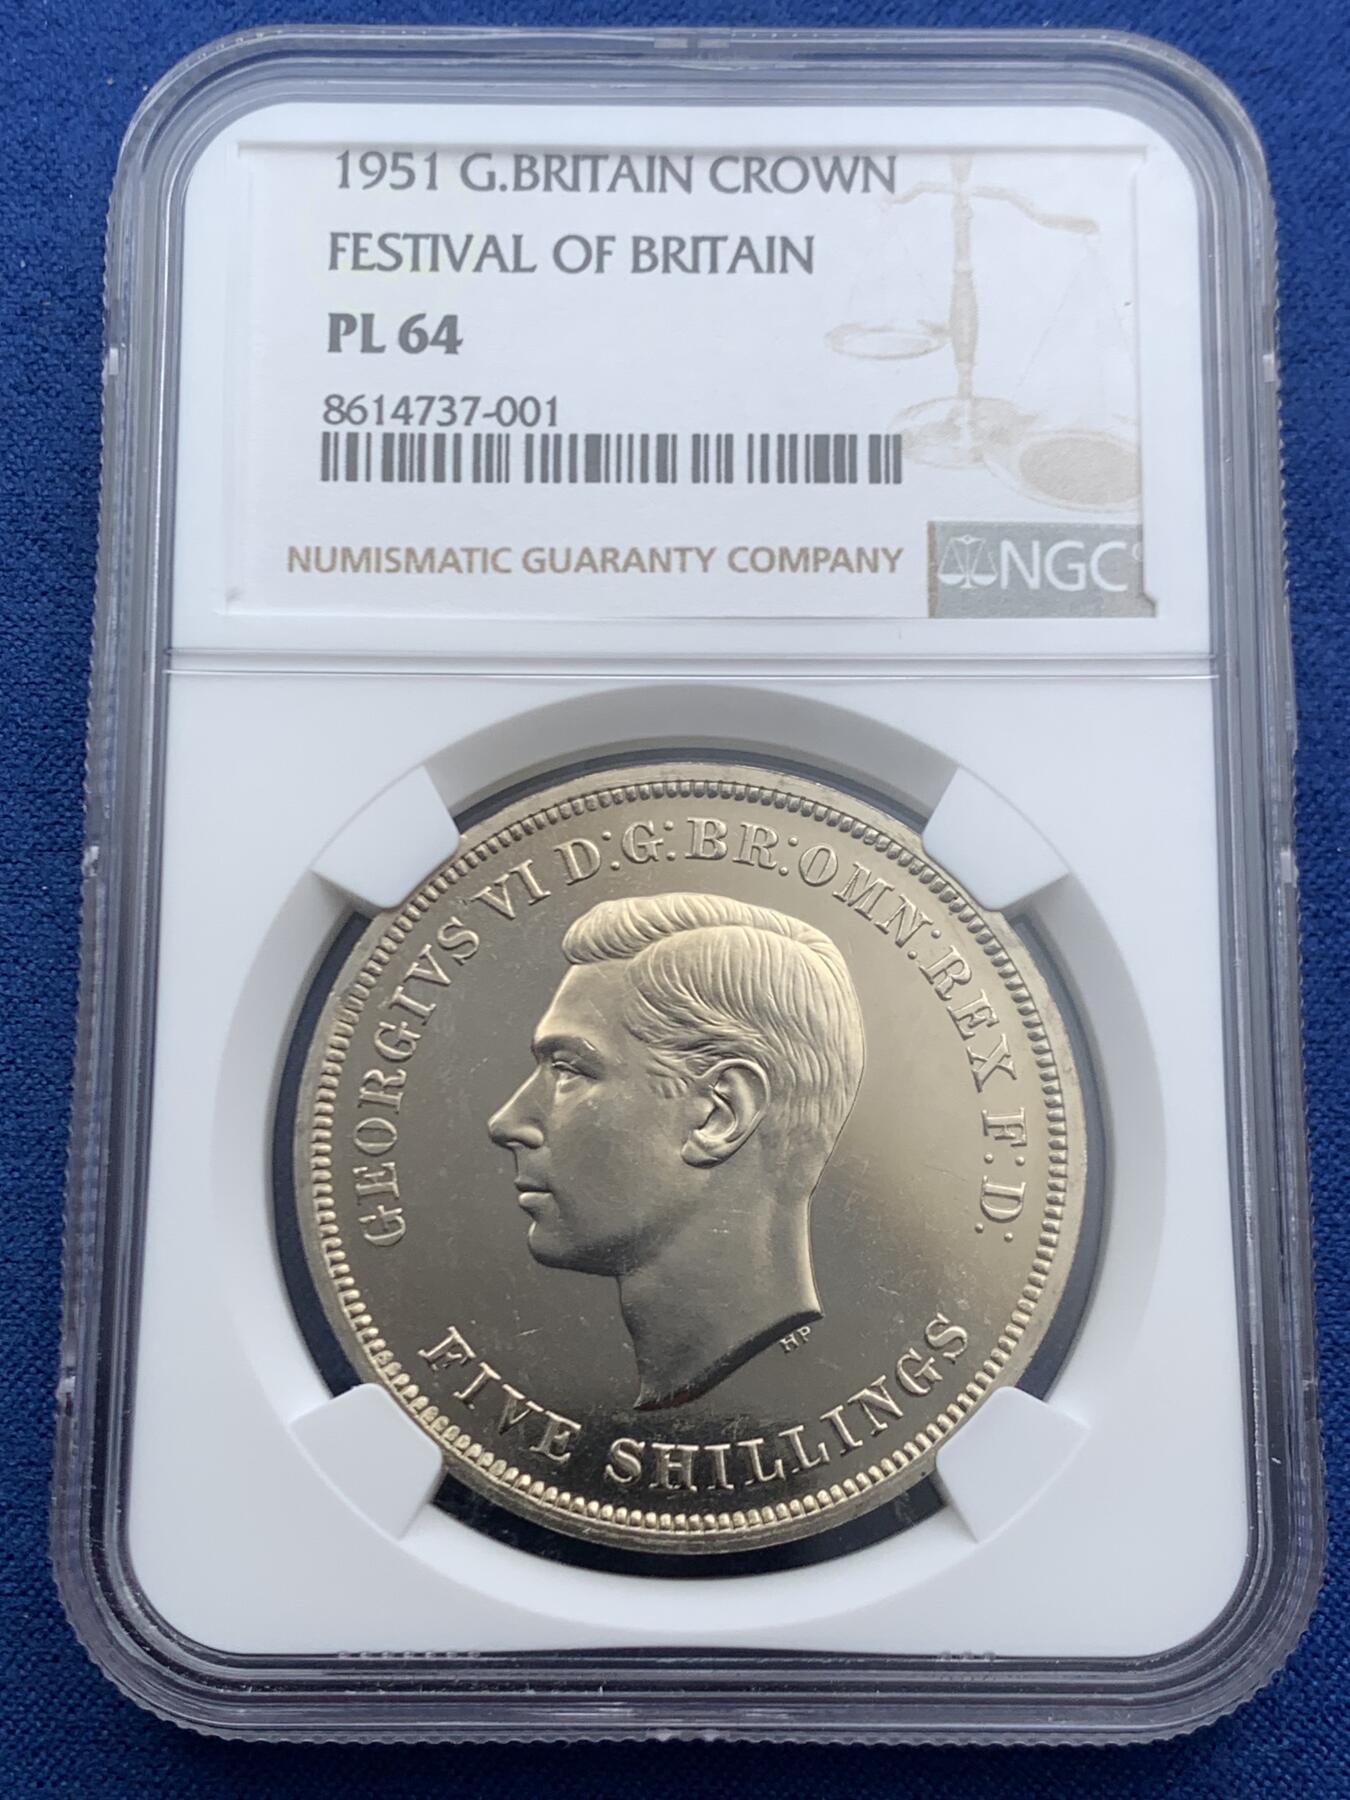 1951 G.BRITAIN CROWN
FESTIVAL OF BRITAIN
PL 64
8614737-001
NUMISMATIC GUARANTY COMPANY
NGC
GEORGIVS VI D:G:BR:OMN:REX F:D:
HP
FIVE SHILLINGS